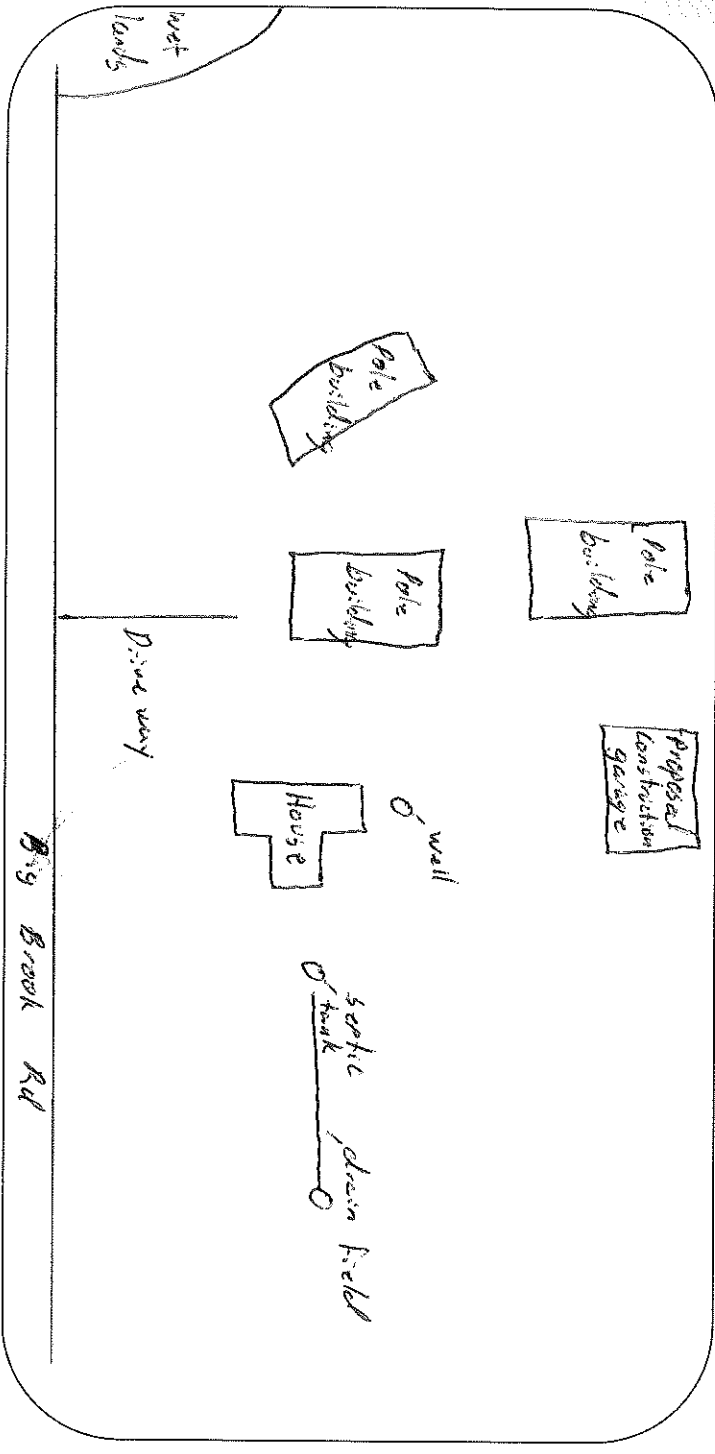 wet
lands
Pole
building
Pole
building
Pole
building
Proposal
Construction
garage
Drive way
House
well
septic
tank
drain field
Big Brook Rd